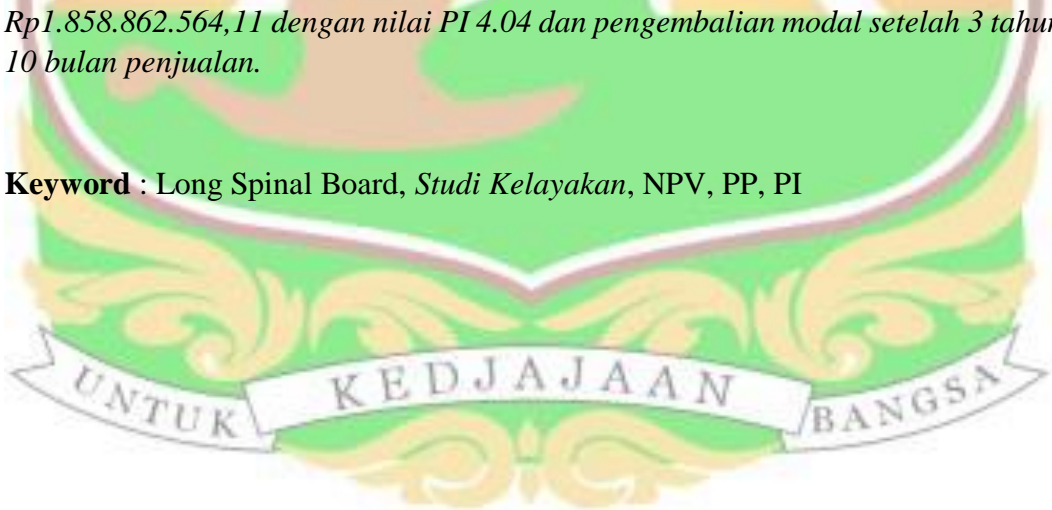 Rp1.858.862.564,11 dengan nilai PI 4.04 dan pengembalian modal setelah 3 tahun
10 bulan penjualan.
Keyword : Long Spinal Board, Studi Kelayakan, NPV, PP, PI
UNTUK KEDJAJAAN BANGSA